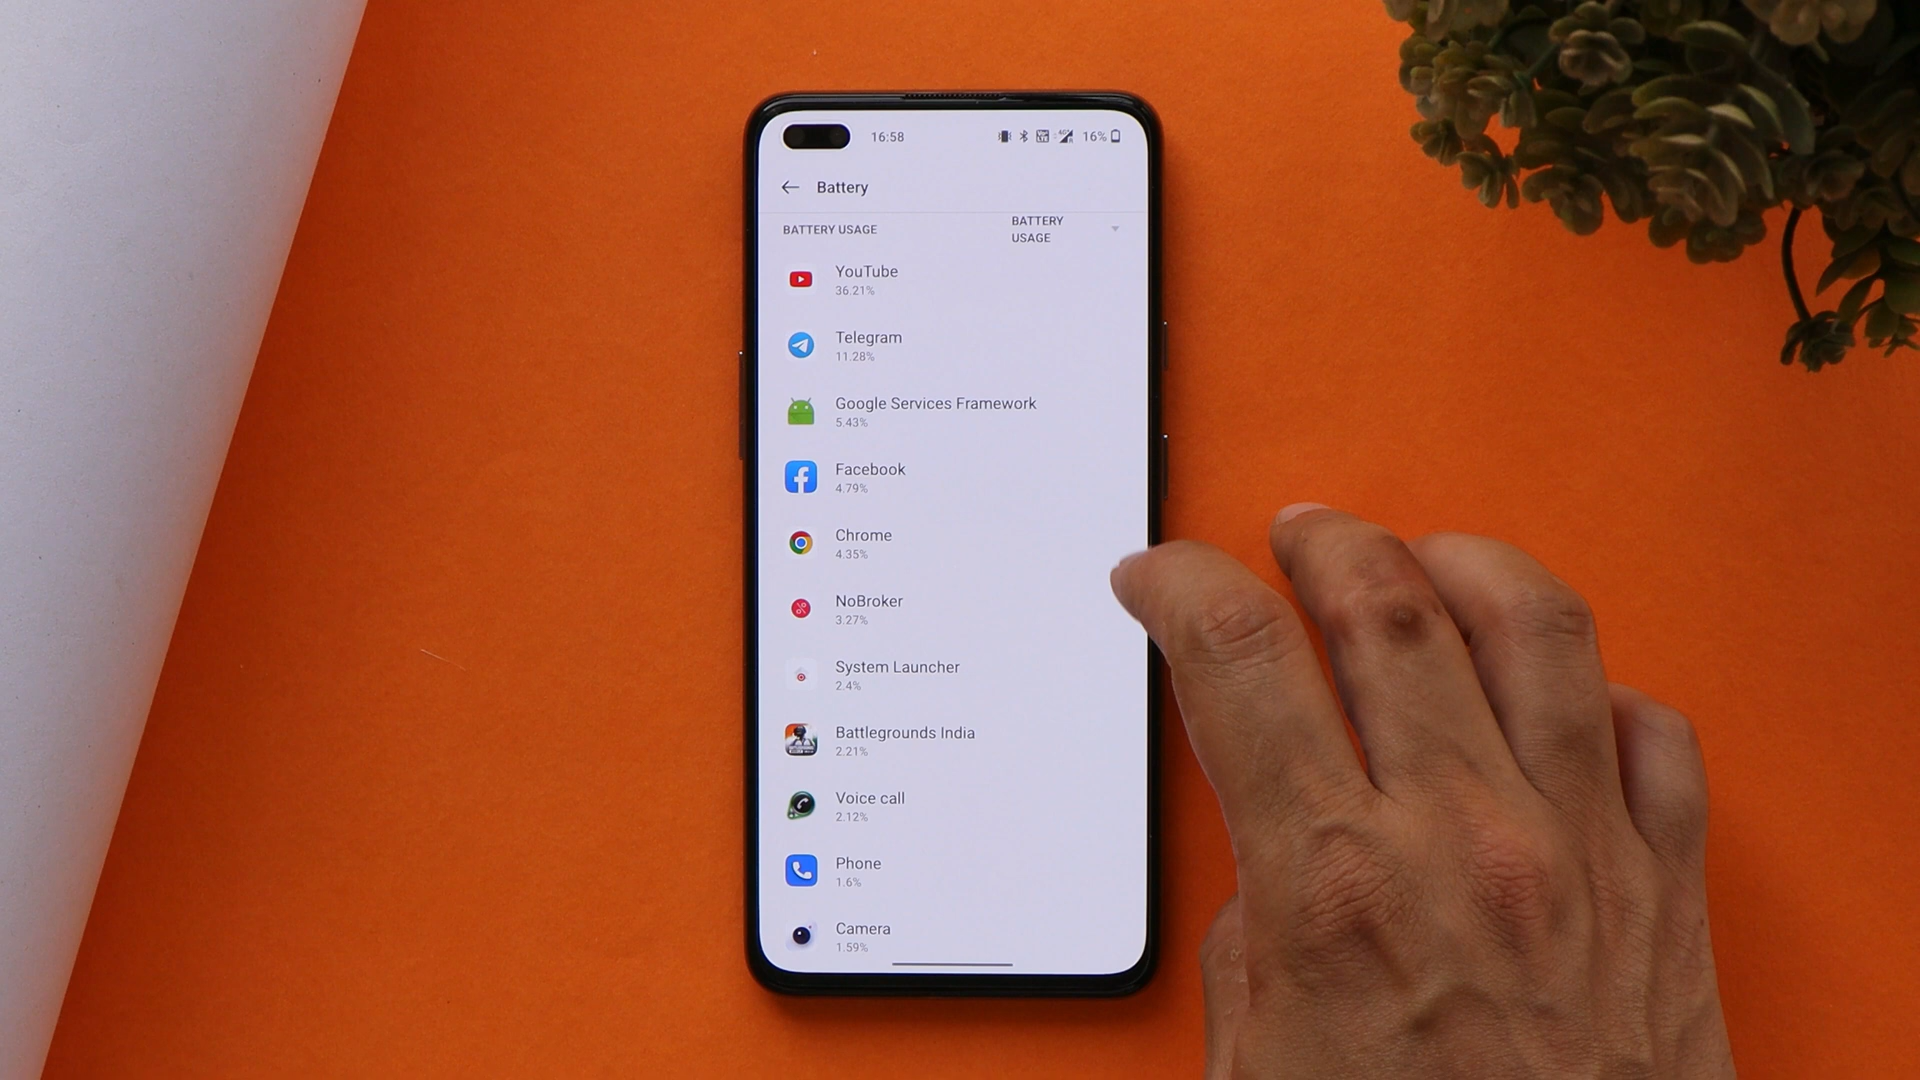 16:58
16%
Battery
BATTERY USAGE
BATTERY
USAGE
YouTube
36.21%
Telegram
11.28%
Google Services Framework
5.43%
Facebook
4.79%
Chrome
4.35%
NoBroker
3.27%
System Launcher
2.4%
Battlegrounds India
2.21%
Voice call
2.12%
Phone
1.6%
Camera
1.59%